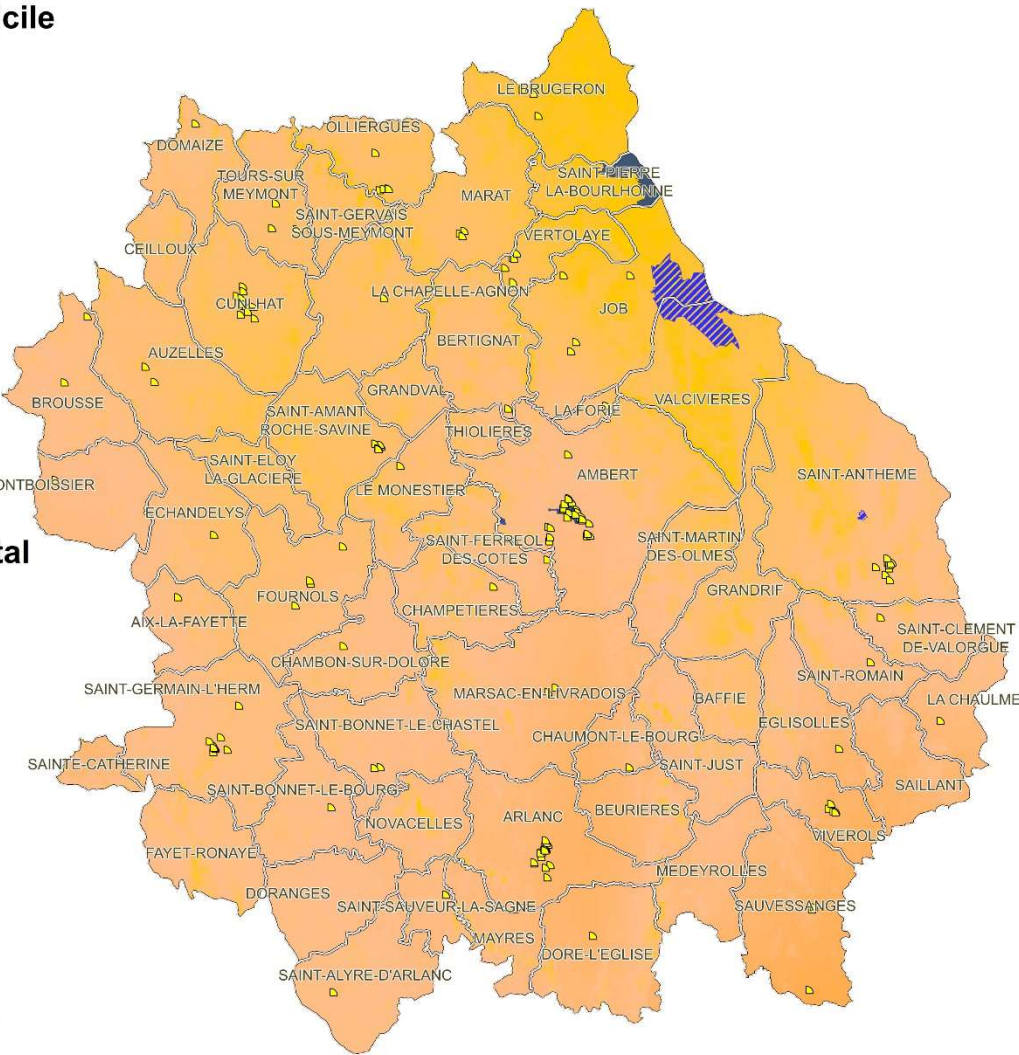 cile
LE BRUGERON
OLLIERGUES
DOMAIZE
SAINT-PIERRE
LA-BOURLHONNE
TOURS-SUR
MEYMONT
MARAT
SAINT-GERVAIS
SOUS-MEYMONT
VERTOLAYE
CEILLOUX
LA CHAPELLE-AGNON
CUNLHAT
JOB
BERTIGNAT
AUZELLES
GRANDVAL
BROUSSE
VALCIVIERES
SAINT-AMANT
ROCHE-SAVINE
LA FORIE
THIOLIERES
SAINT-ELOY
LA-GLACIERE
AMBERT
SAINT-ANTHEME
ONTBOISSIER
LE MONESTIER
ECHANDELYS
SAINT-FERREOL
DES-COTES
SAINT-MARTIN
DES-OLMES
tal
GRANDRIF
FOURNOLS
CHAMPETIERES
AIX-LA-FAYETTE
SAINT-CLEMENT
DE-VALORGUE
CHAMBON-SUR-DOLORE
SAINT-ROMAIN
SAINT-GERMAIN-L'HERM
MARSAC-EN-LIVRADOIS
BAFFIE
LA CHAULME
SAINT-BONNET-LE-CHASTEL
EGLISOLLES
CHAUMONT-LE-BOURG
SAINTE-CATHERINE
SAINT-JUST
SAILLANT
SAINT-BONNET-LE-BOURG
BEURIERES
ARLANC
NOVACELLES
VIVEROLS
FAYET-RONAYE
MEDEYROLLES
DORANGES
SAINT-SAUVEUR-LA-SAGNE
SAUVESSANGES
MAYRES
DORE-L'EGLISE
SAINT-ALYRE-D'ARLANC